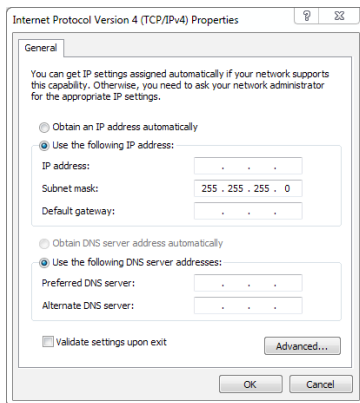 Internet Protocol Version 4 (TCP/IPv4) Properties
General
You can get IP settings assigned automatically if your network supports
this capability. Otherwise, you need to ask your network administrator
for the appropriate IP settings.
Obtain an IP address automatically
Use the following IP address:
IP address: . . .
Subnet mask: 255 . 255 . 255 . 0
Default gateway: . . .
Obtain DNS server address automatically
Use the following DNS server addresses:
Preferred DNS server: . . .
Alternate DNS server: . . .
Validate settings upon exit
Advanced...
OK Cancel